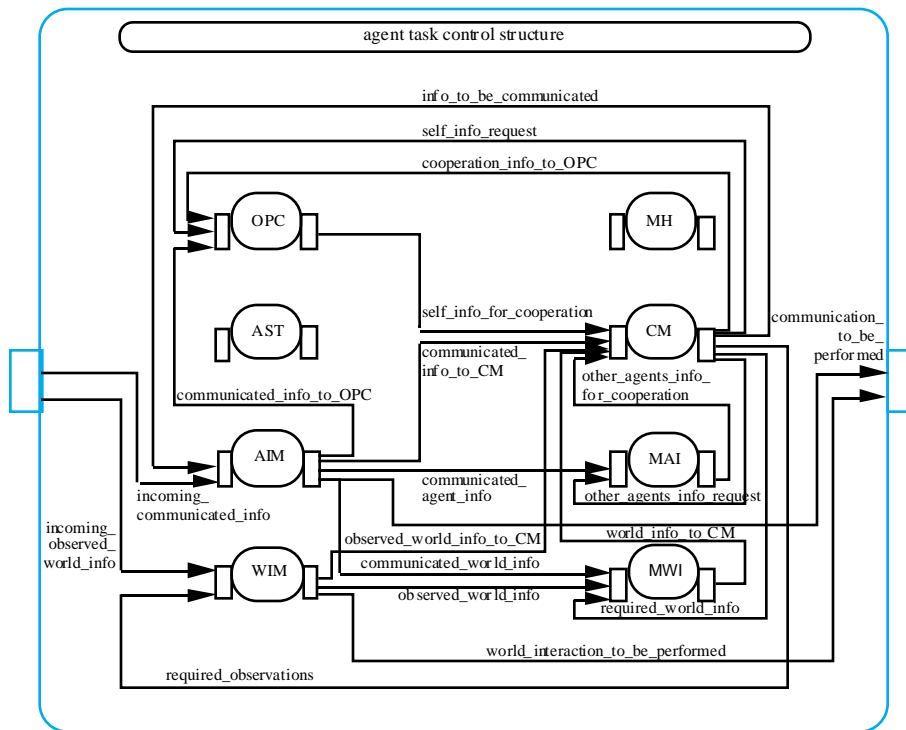 agent task control structure
info_to_be_communicated
self_info_request
cooperation_info_to_OPC
OPC
MH
self_info_for_cooperation
AST
CM
communication_
to_be_
performed
communicated_
info_to_CM
other_agents_info_
for_cooperation
communicated_info_to_OPC
AIM
MAI
communicated_
agent_info
other_agents_info_request
incoming_
communicated_info
incoming_
observed_
world_info
observed_world_info_to_CM
world_info_to_CM
communicated_world_info
WIM
MWI
observed_world_info
required_world_info
world_interaction_to_be_performed
required_observations